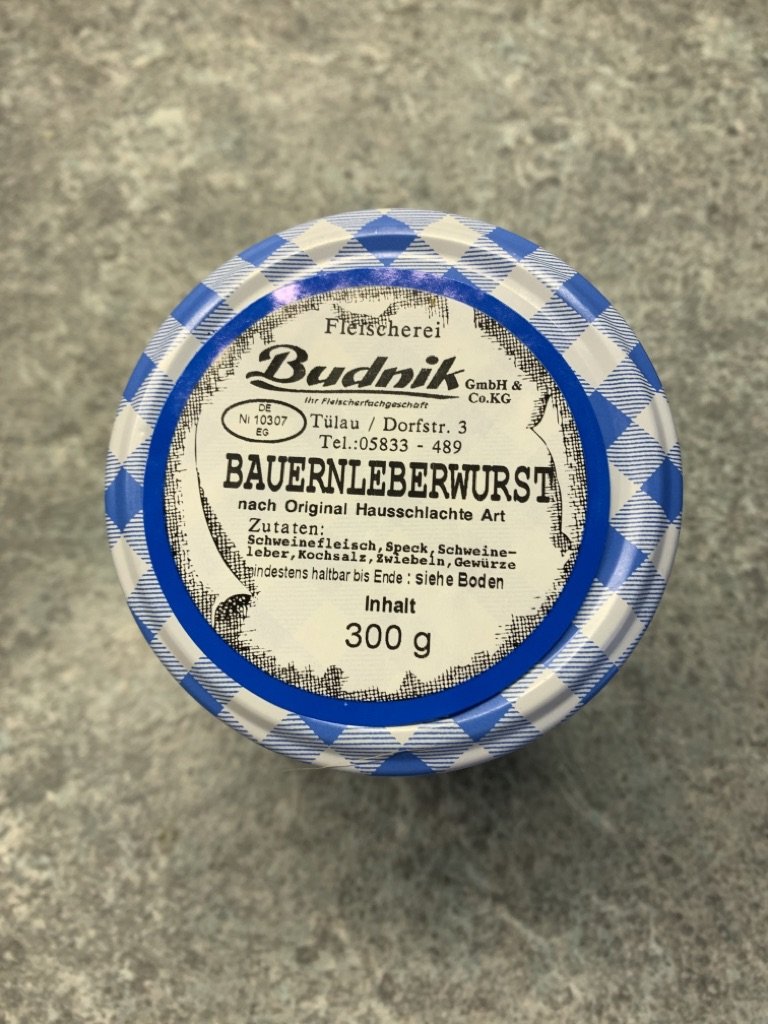 Fleischerei
Budnik GmbH &
Co.KG
Ihr Fleischerfachgeschäft
DE
Ni 10307
EG
Tülau / Dorfstr. 3
Tel.:05833 - 489
BAUERNLEBERWURST
nach Original Hausschlachte Art
Zutaten:
Schweinefleisch,Speck,Schweine-
leber,Kochsalz,Zwiebeln,Gewürze
mindestens haltbar bis Ende : siehe Boden
Inhalt
300 g